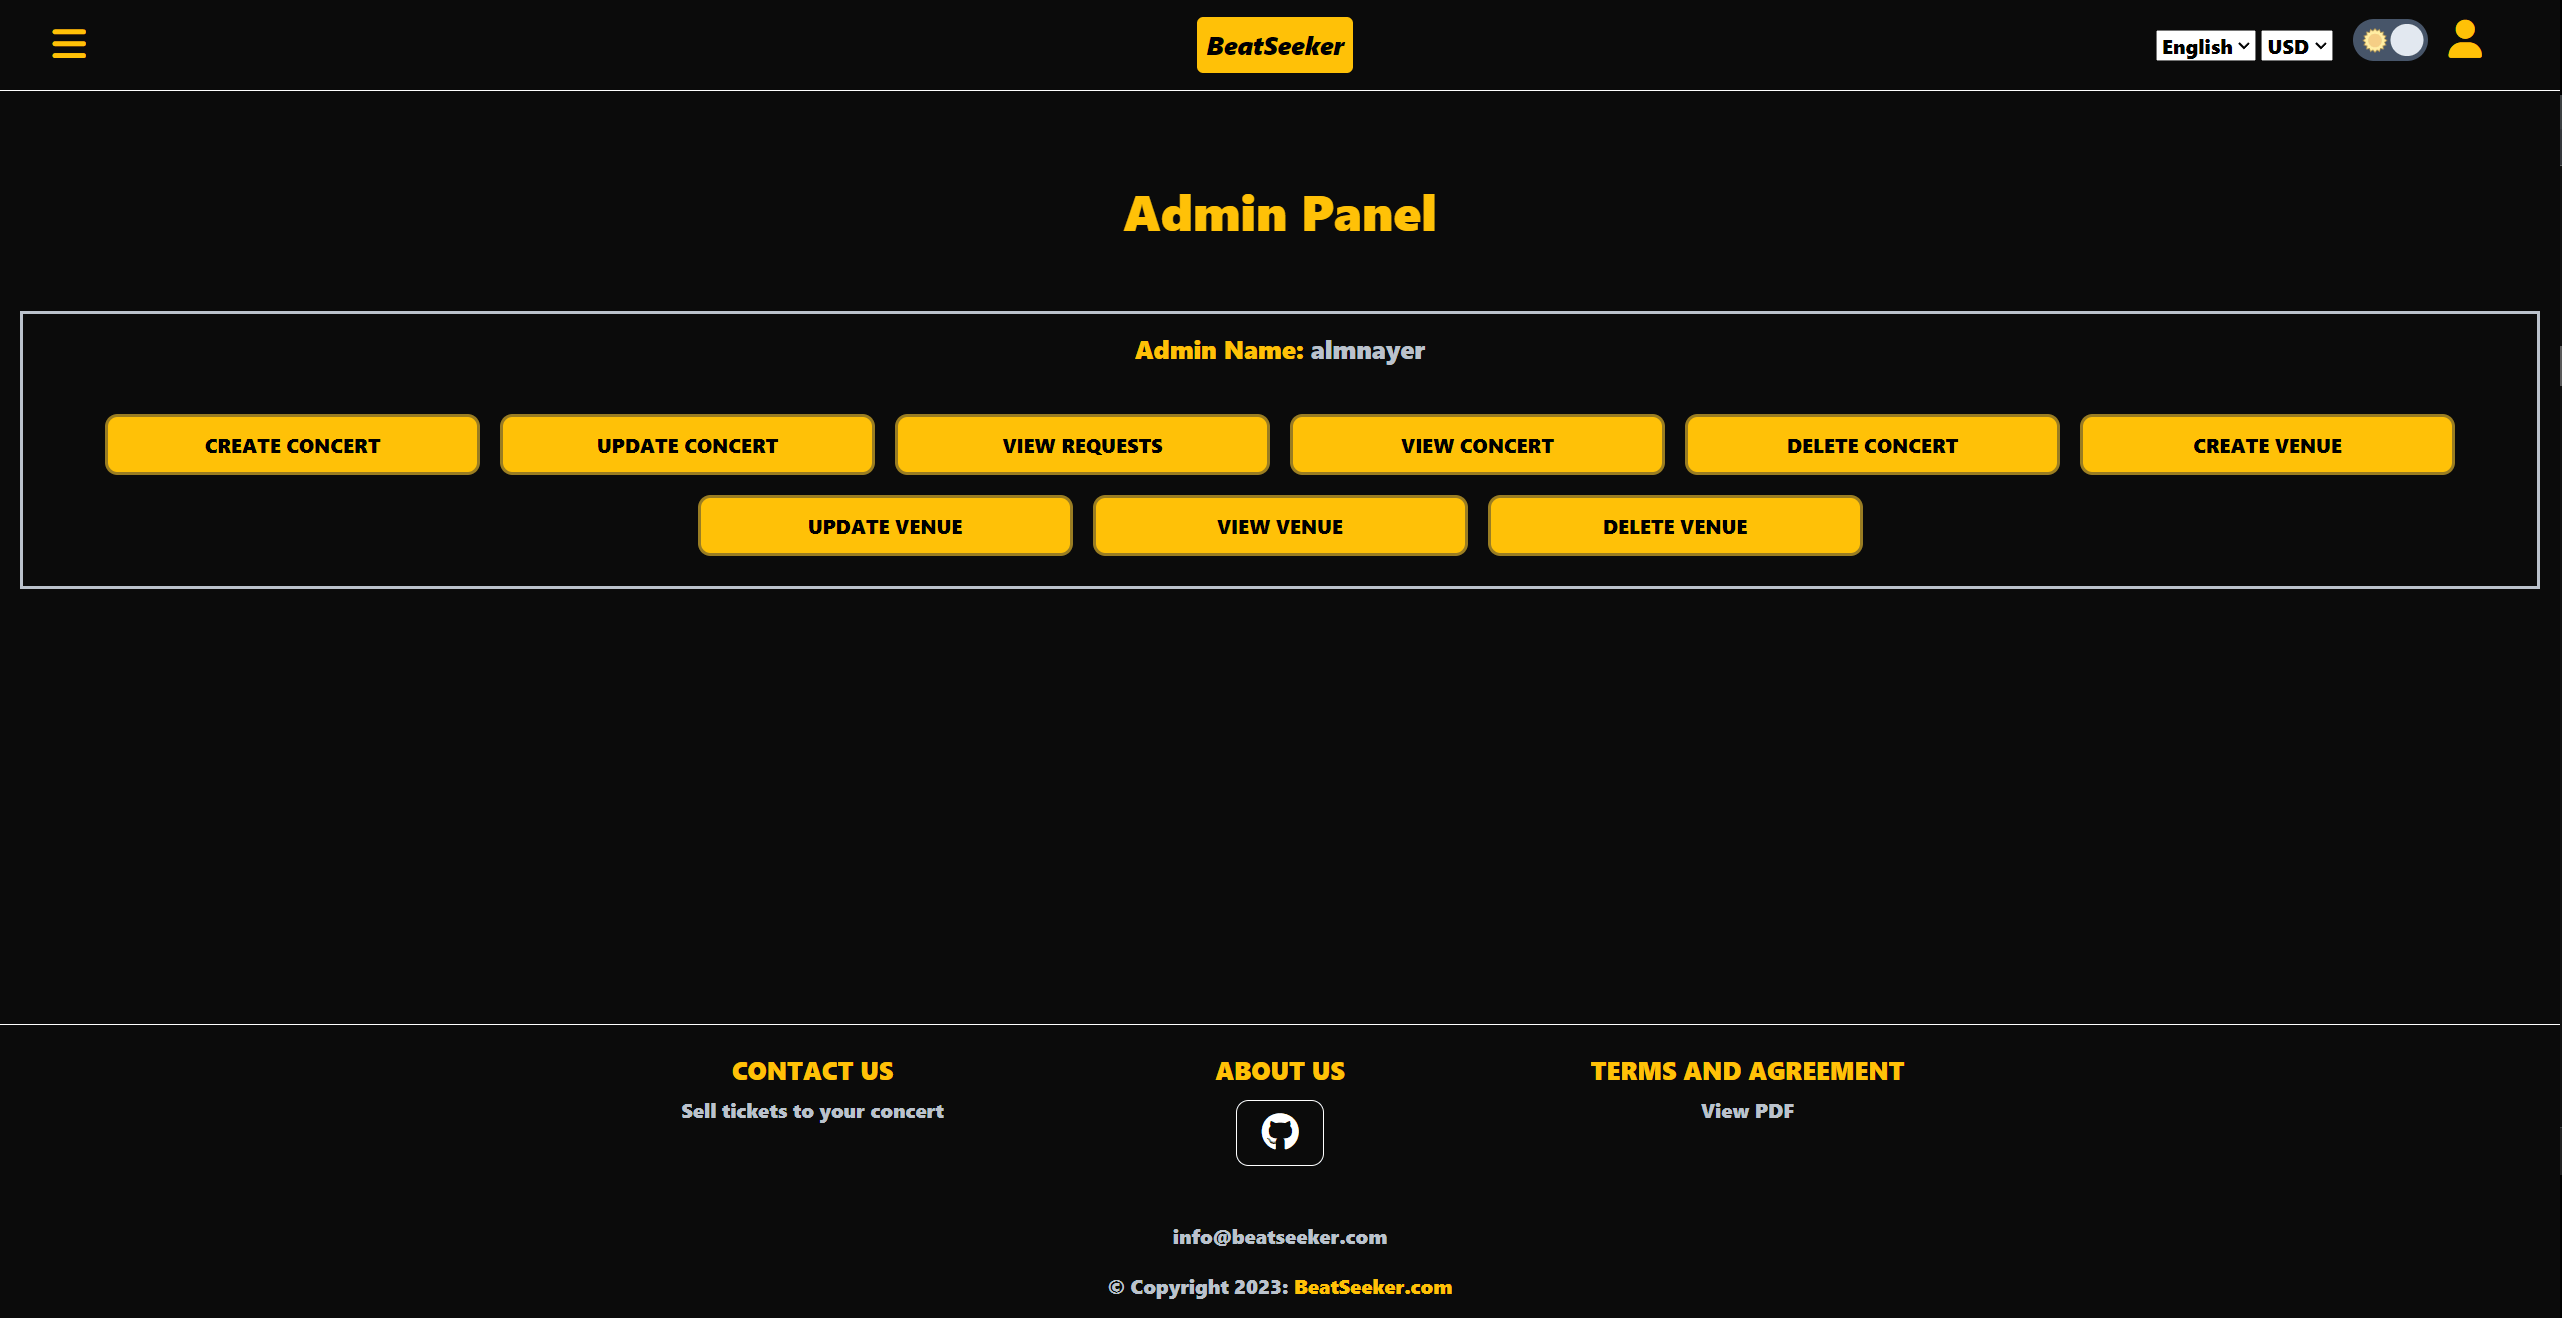 BeatSeeker
English USD
Admin Panel
Admin Name: almnayer
CREATE CONCERT UPDATE CONCERT VIEW REQUESTS VIEW CONCERT DELETE CONCERT CREATE VENUE
UPDATE VENUE VIEW VENUE DELETE VENUE
CONTACT US ABOUT US TERMS AND AGREEMENT
Sell tickets to your concert View PDF
info@beatseeker.com
© Copyright 2023: BeatSeeker.com